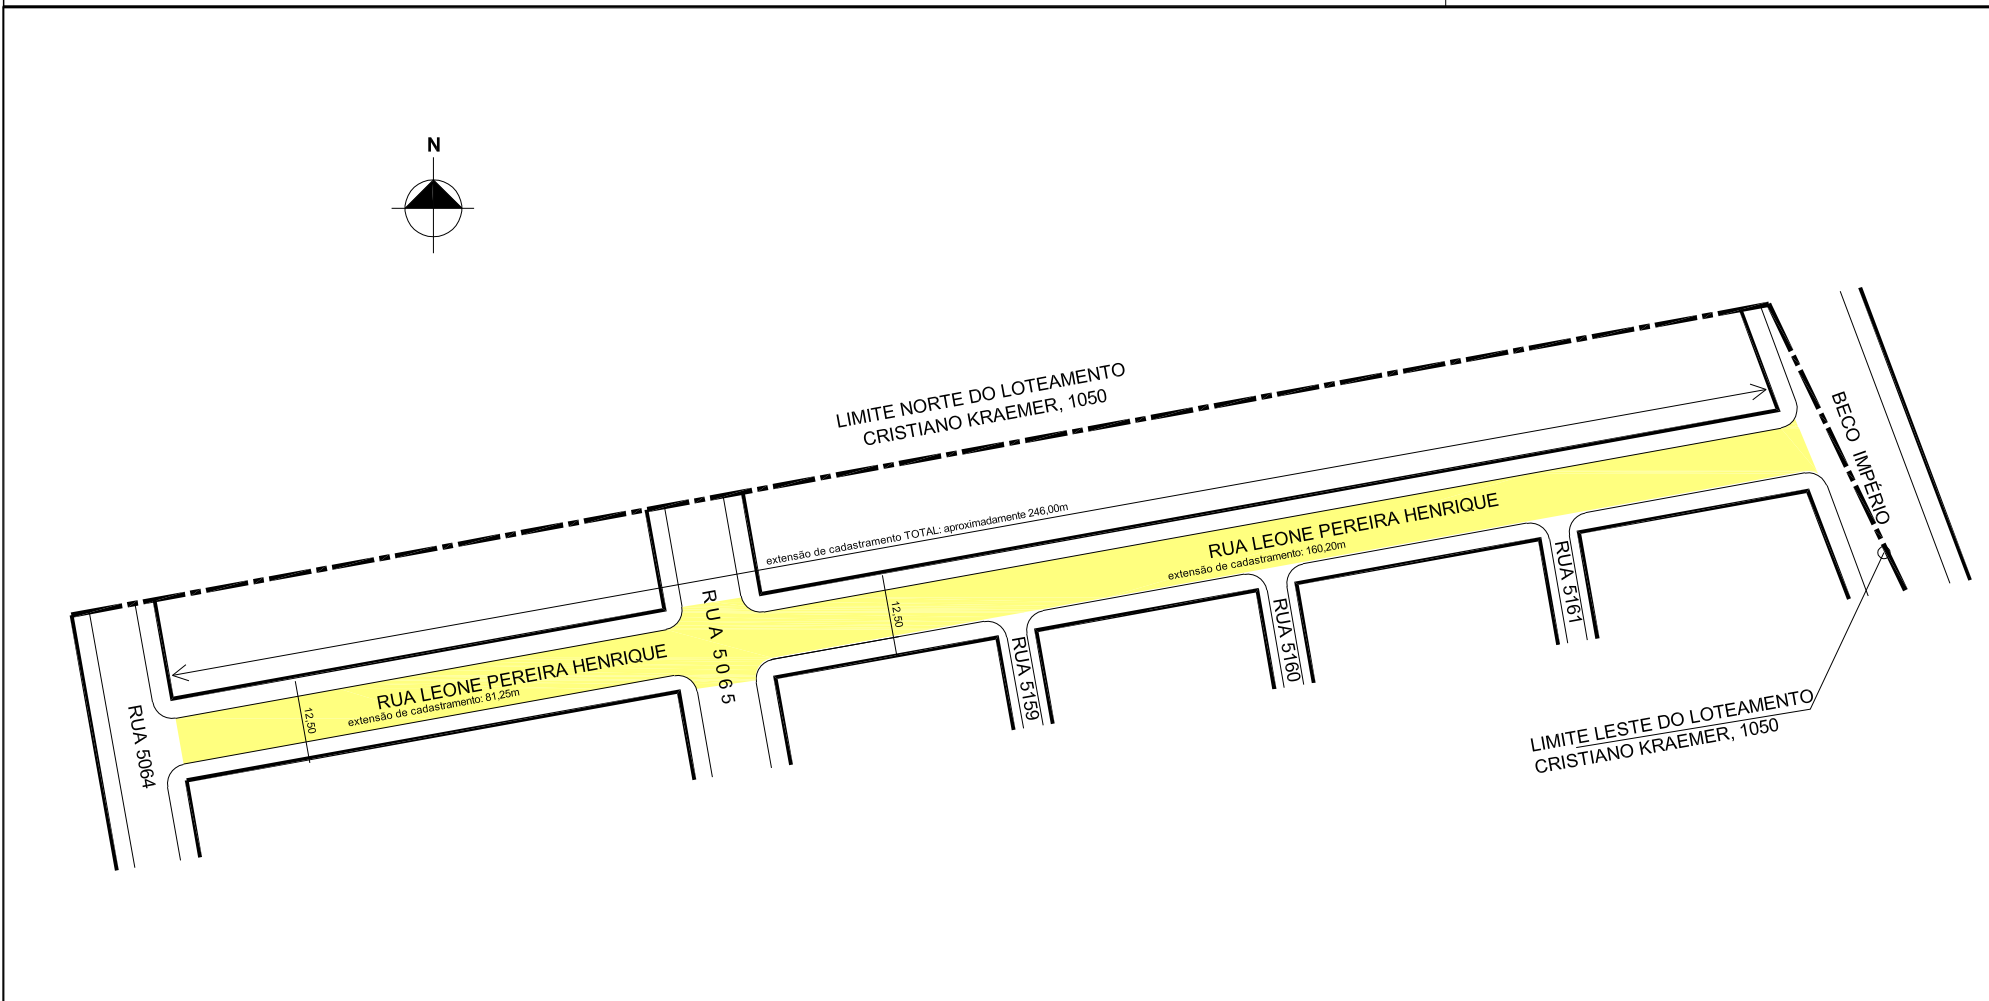 N
LIMITE NORTE DO LOTEAMENTO
CRISTIANO KRAEMER, 1050
BECO IMPÉRIO
extensão de cadastramento TOTAL: aproximadamente 246,00m
RUA LEONE PEREIRA HENRIQUE
extensão de cadastramento: 160,20m
RUA 5161
RUA 5160
RUA 5159
12,50
RUA 5065
RUA LEONE PEREIRA HENRIQUE
extensão de cadastramento: 81,25m
12,50
RUA 5064
LIMITE LESTE DO LOTEAMENTO
CRISTIANO KRAEMER, 1050